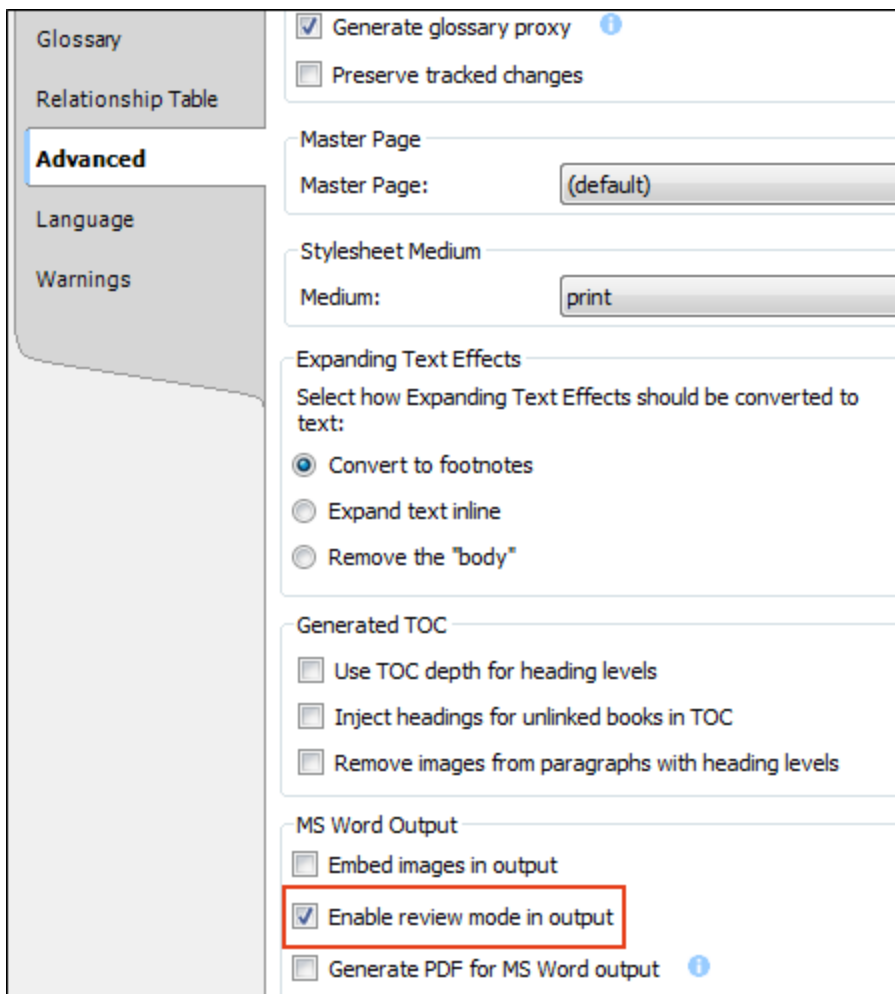 Glossary
Relationship Table
Advanced
Language
Warnings
Generate glossary proxy
Preserve tracked changes
Master Page
Master Page: (default)
Stylesheet Medium
Medium: print
Expanding Text Effects
Select how Expanding Text Effects should be converted to
text:
Convert to footnotes
Expand text inline
Remove the "body"
Generated TOC
Use TOC depth for heading levels
Inject headings for unlinked books in TOC
Remove images from paragraphs with heading levels
MS Word Output
Embed images in output
Enable review mode in output
Generate PDF for MS Word output